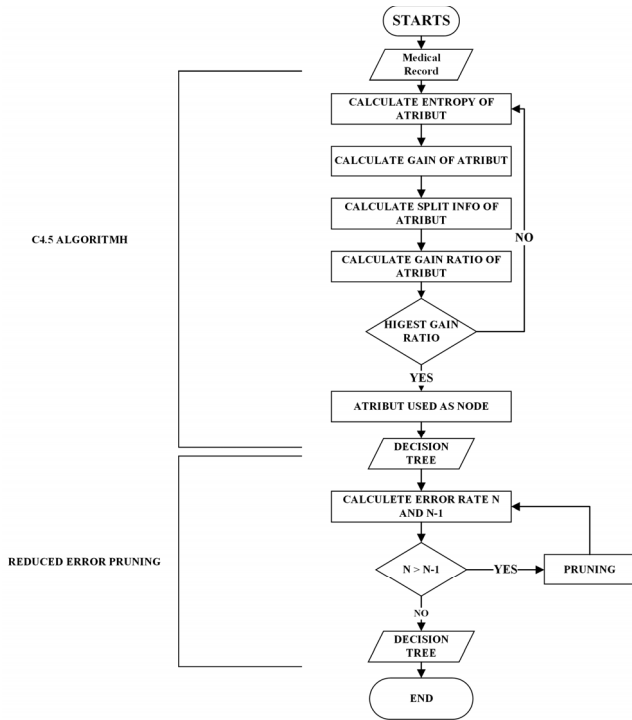 STARTS
Medical
Record
CALCULATE ENTROPY OF
ATRIBUT
CALCULATE GAIN OF ATRIBUT
CALCULATE SPLIT INFO OF
ATRIBUT
C4.5 ALGORITMH
NO
CALCULATE GAIN RATIO OF
ATRIBUT
HIGEST GAIN
RATIO
YES
ATRIBUT USED AS NODE
DECISION
TREE
CALCULETE ERROR RATE N
AND N-1
REDUCED ERROR PRUNING
N > N-1
YES
PRUNING
NO
DECISION
TREE
END